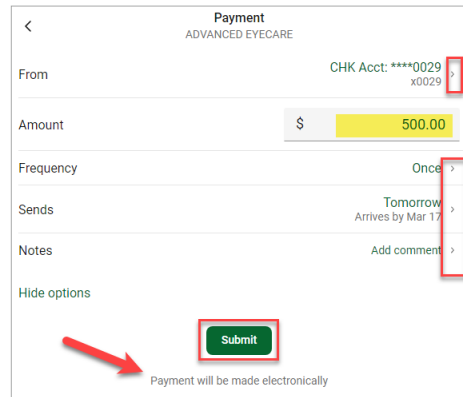 Payment
ADVANCED EYECARE
From CHK Acct: ****0029
x0029
Amount $ 500.00
Frequency Once
Sends Tomorrow
Arrives by Mar 17
Notes Add comment
Hide options
Submit
Payment will be made electronically